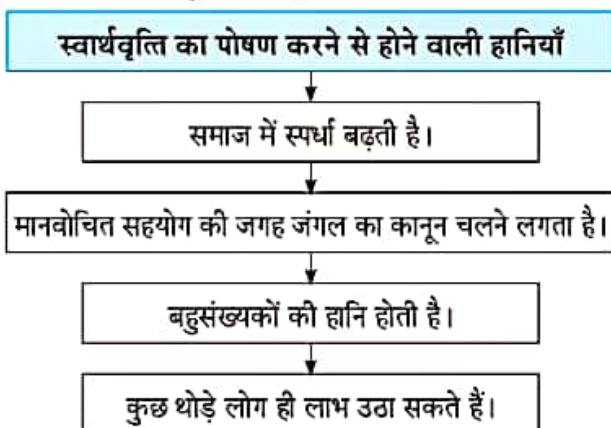 स्वार्थवृत्ति का पोषण करने से होने वाली हानियाँ
समाज में स्पर्धा बढ़ती है।
मानवोचित सहयोग की जगह जंगल का कानून चलने लगता है।
बहुसंख्यकों की हानि होती है।
कुछ थोड़े लोग ही लाभ उठा सकते हैं।